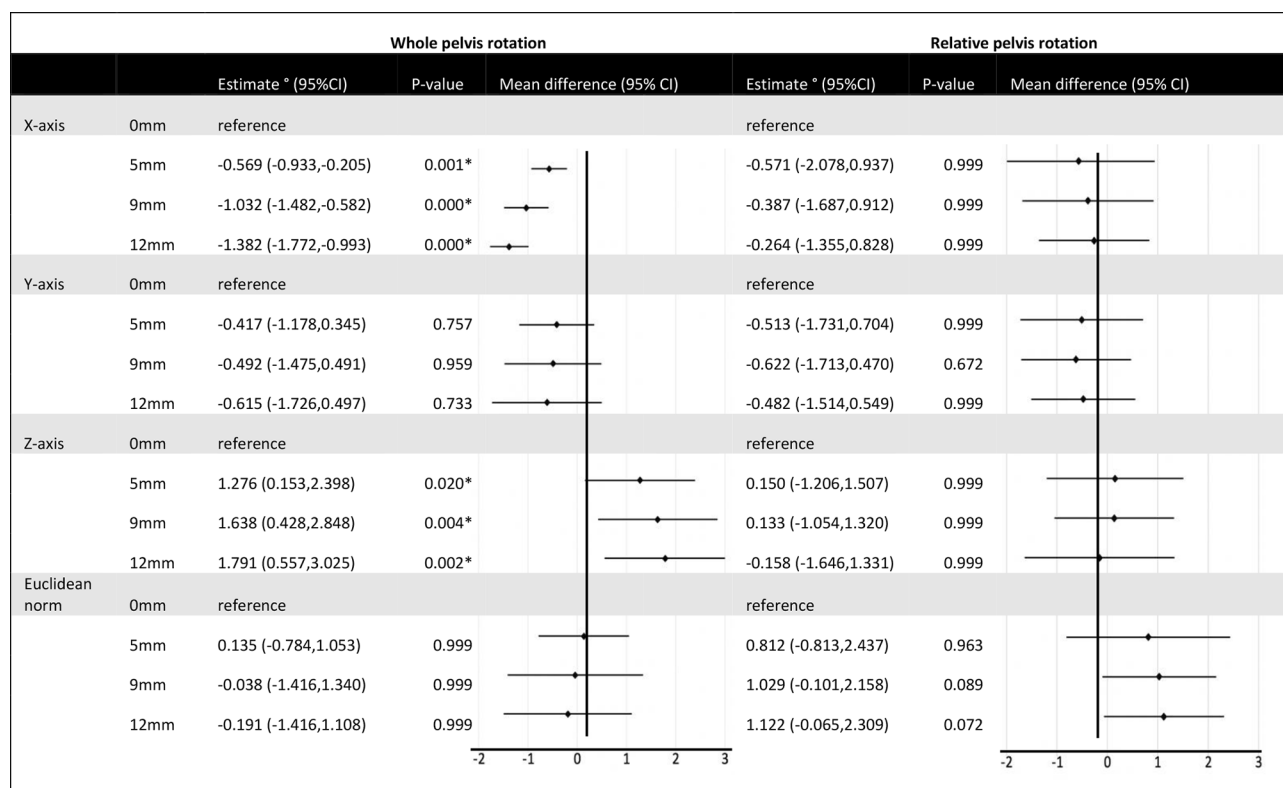 Whole pelvis rotation Relative pelvis rotation
Estimate ° (95%CI) P-value Mean difference (95% CI) Estimate ° (95%CI) P-value Mean difference (95% CI)
X-axis 0mm reference reference
5mm -0.569 (-0.933,-0.205) 0.001* -0.571 (-2.078,0.937) 0.999
9mm -1.032 (-1.482,-0.582) 0.000* -0.387 (-1.687,0.912) 0.999
12mm -1.382 (-1.772,-0.993) 0.000* -0.264 (-1.355,0.828) 0.999
Y-axis 0mm reference reference
5mm -0.417 (-1.178,0.345) 0.757 -0.513 (-1.731,0.704) 0.999
9mm -0.492 (-1.475,0.491) 0.959 -0.622 (-1.713,0.470) 0.672
12mm -0.615 (-1.726,0.497) 0.733 -0.482 (-1.514,0.549) 0.999
Z-axis 0mm reference reference
5mm 1.276 (0.153,2.398) 0.020* 0.150 (-1.206,1.507) 0.999
9mm 1.638 (0.428,2.848) 0.004* 0.133 (-1.054,1.320) 0.999
12mm 1.791 (0.557,3.025) 0.002* -0.158 (-1.646,1.331) 0.999
Euclidean
norm 0mm reference reference
5mm 0.135 (-0.784,1.053) 0.999 0.812 (-0.813,2.437) 0.963
9mm -0.038 (-1.416,1.340) 0.999 1.029 (-0.101,2.158) 0.089
12mm -0.191 (-1.416,1.108) 0.999 1.122 (-0.065,2.309) 0.072
-2 -1 0 1 2 3 -2 -1 0 1 2 3